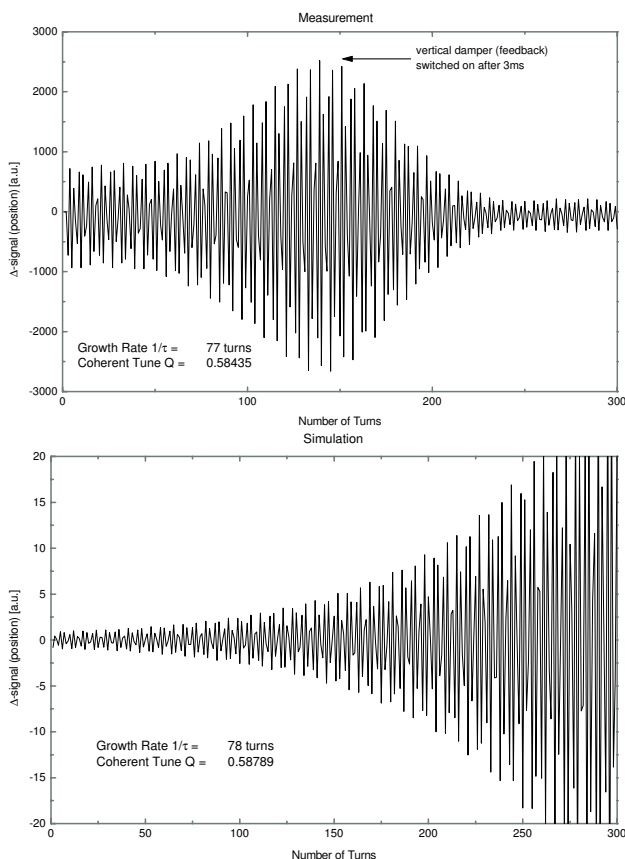 Measurement
3000
2000
1000
0
-1000
-2000
-3000
Δ-signal (position) [a.u.]
vertical damper (feedback)
switched on after 3ms
Growth Rate 1/τ = 77 turns
Coherent Tune Q = 0.58435
0 50 100 150 200 250 300
Number of Turns
Simulation
20
15
10
5
0
-5
-10
-15
-20
Δ-signal (position) [a.u.]
Growth Rate 1/τ = 78 turns
Coherent Tune Q = 0.58789
0 50 100 150 200 250 300
Number of Turns